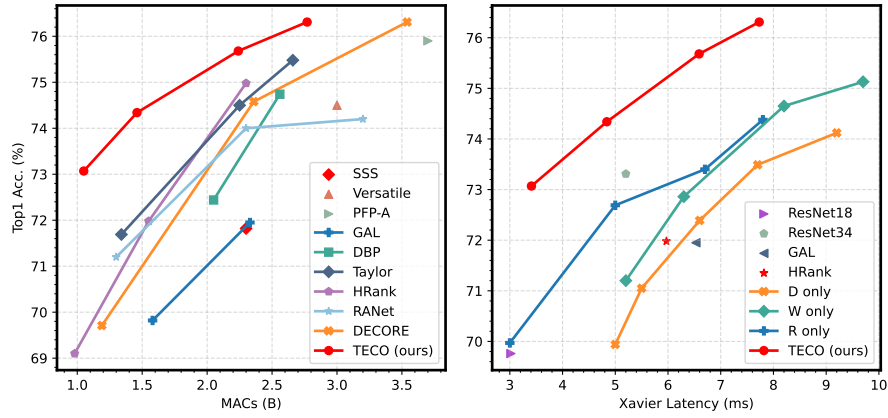 76
75
74
73
72
71
70
69
Top1 Acc. (%)
1.0 1.5 2.0 2.5 3.0 3.5
MACs (B)
SSS
Versatile
PFP-A
GAL
DBP
Taylor
HRank
RANet
DECORE
TECO (ours)
76
75
74
73
72
71
70
3 4 5 6 7 8 9 10
Xavier Latency (ms)
ResNet18
ResNet34
GAL
HRank
D only
W only
R only
TECO (ours)